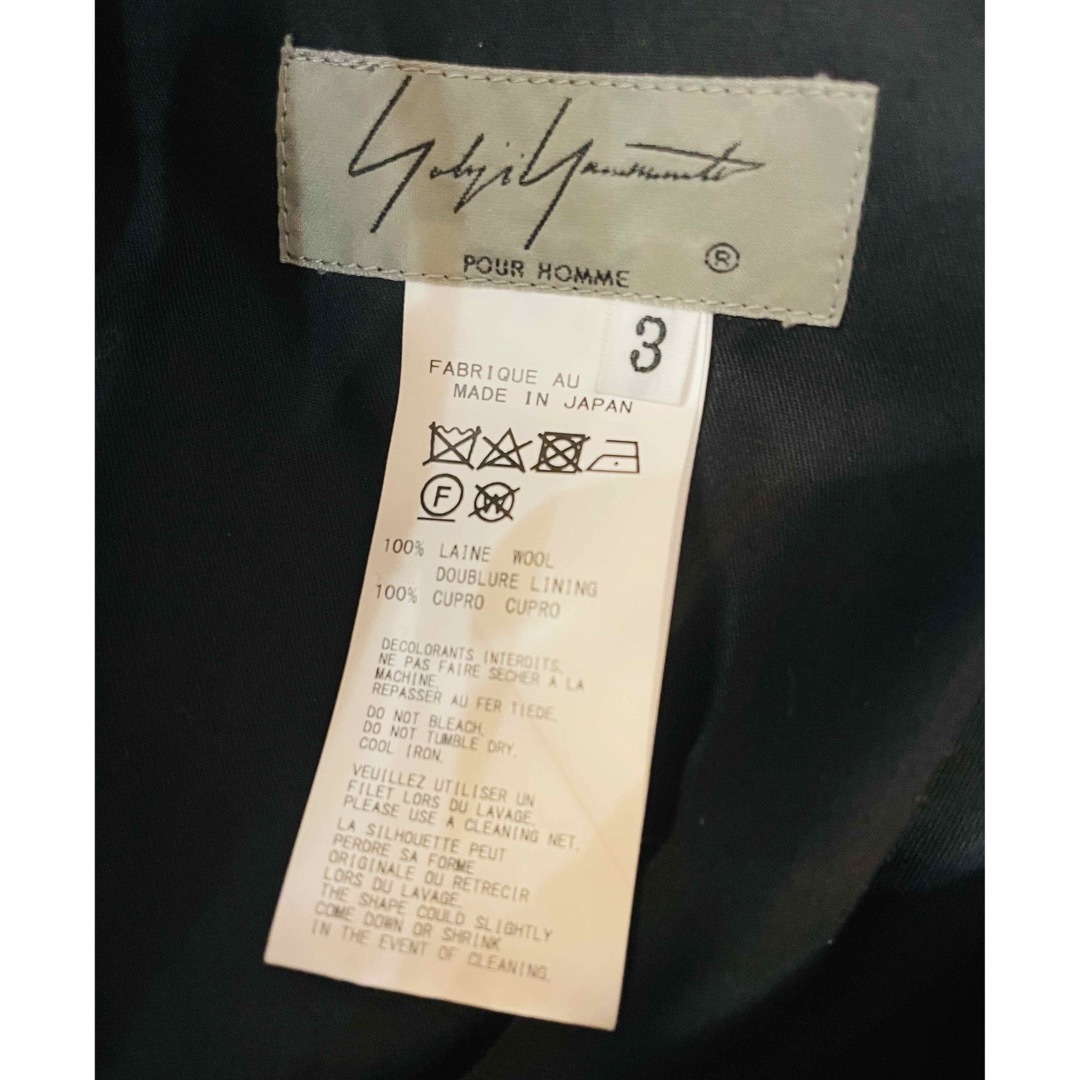 Yohji Yamamoto
POUR HOMME ®
3
FABRIQUE AU
MADE IN JAPAN
F W
100% LAINE WOOL
DOUBLURE LINING
100% CUPRO CUPRO
DECOLORANTS INTERDITS.
NE PAS FAIRE SECHER A LA
MACHINE.
REPASSER AU FER TIEDE.
DO NOT BLEACH.
DO NOT TUMBLE DRY.
COOL IRON.
VEUILLEZ UTILISER UN
FILET LORS DU LAVAGE.
PLEASE USE A CLEANING NET.
LA SILHOUETTE PEUT
PERDRE SA FORME
ORIGINALE OU RETRECIR
LORS DU LAVAGE.
THE SHAPE COULD SLIGHTLY
COME DOWN OR SHRINK
IN THE EVENT OF CLEANING.